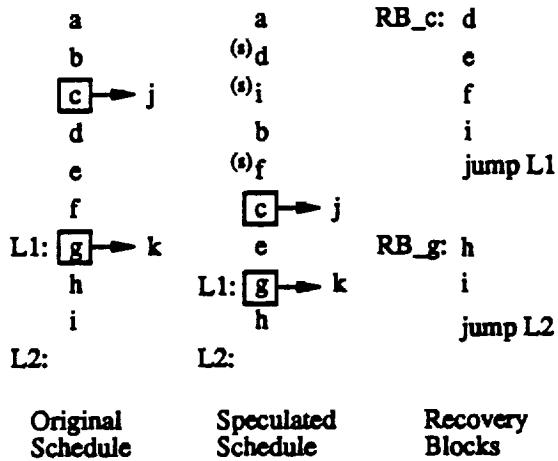 a a RB_c: d
b (s)d e
c j (s)i f
d b i
e (s)f jump L1
f c j
L1: g k e RB_g: h
h L1: g k i
i h jump L2
L2: L2:
Original Speculated Recovery
Schedule Schedule Blocks